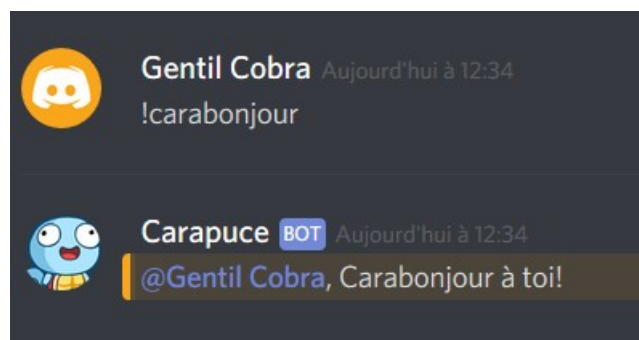 Gentil Cobra Aujourd'hui à 12:34
!carabonjour
Carapuce BOT Aujourd'hui à 12:34
@Gentil Cobra, Carabonjour à toi!